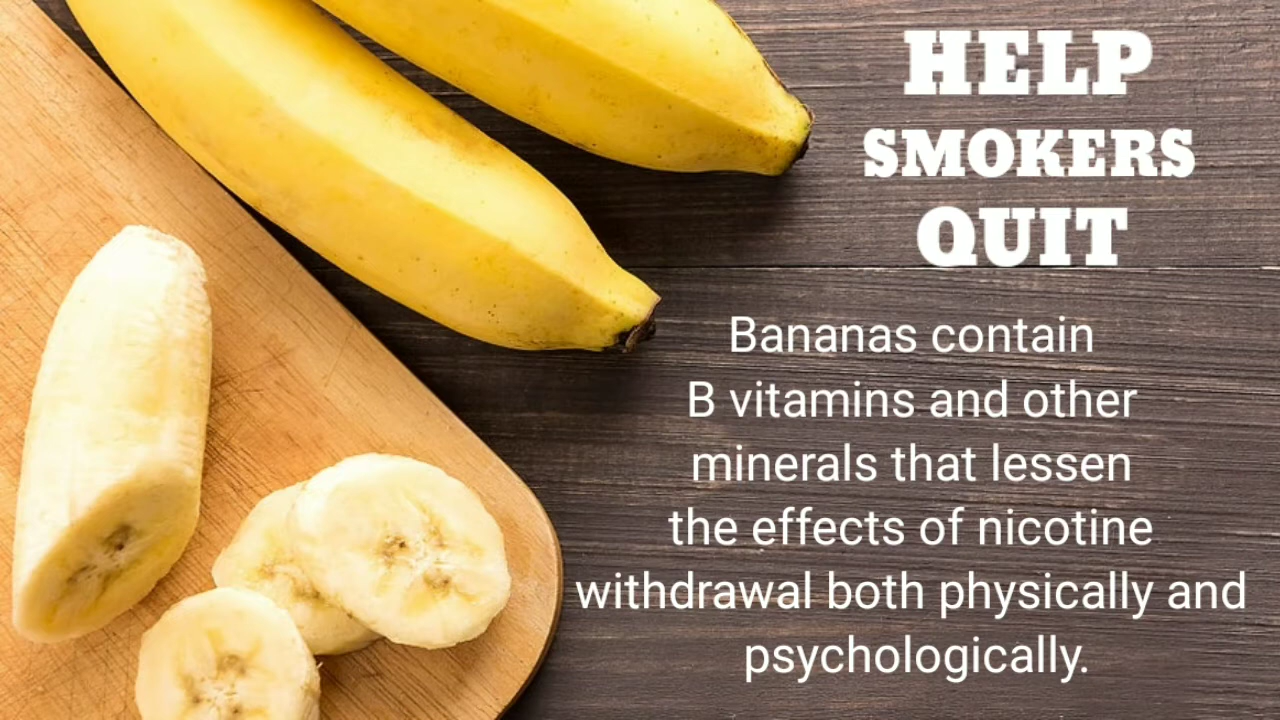 HELP
SMOKERS
QUIT
Bananas contain
B vitamins and other
minerals that lessen
the effects of nicotine
withdrawal both physically and
psychologically.